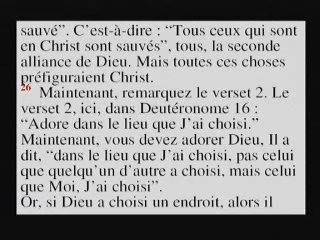 sauvé”. C’est-à-dire : “Tous ceux qui sont
en Christ sont sauvés”, tous, la seconde
alliance de Dieu. Mais toutes ces choses
préfiguraient Christ.
26 Maintenant, remarquez le verset 2. Le
verset 2, ici, dans Deutéronome 16 :
“Adore dans le lieu que J’ai choisi.”
Maintenant, vous devez adorer Dieu, Il a
dit, “dans le lieu que J’ai choisi, pas celui
que quelqu’un d’autre a choisi, mais celui
que Moi, J’ai choisi”.
Or, si Dieu a choisi un endroit, alors il